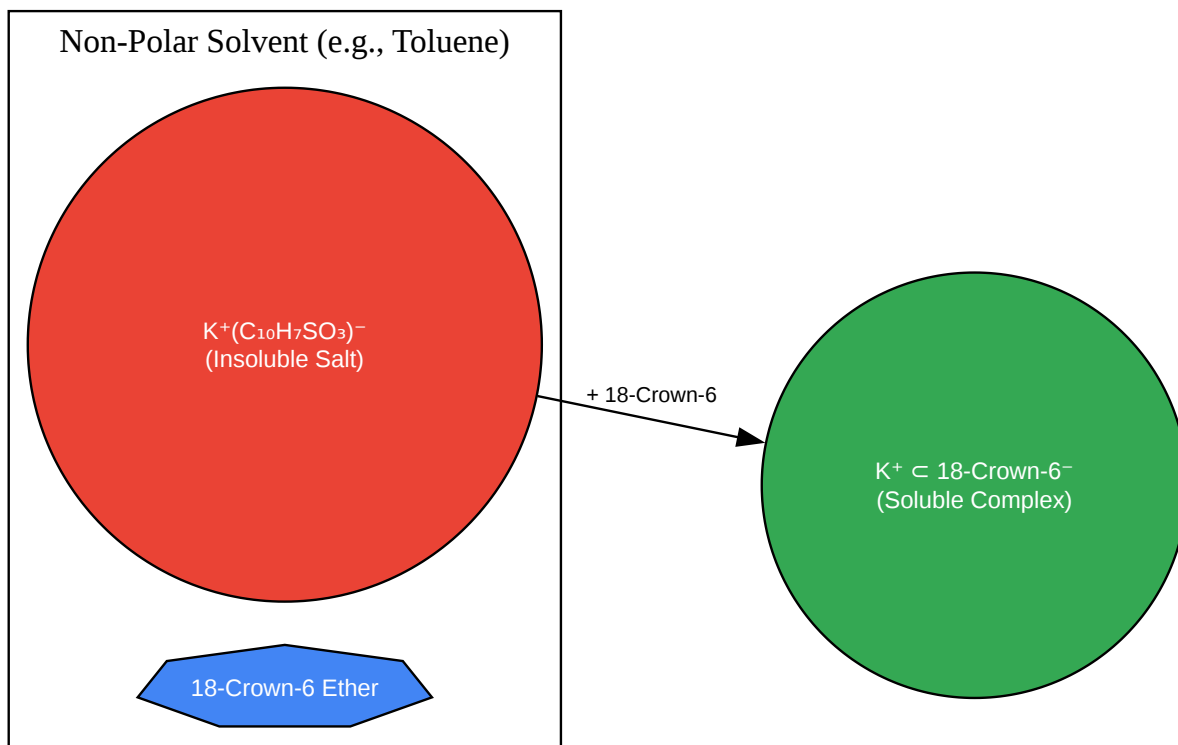 Non-Polar Solvent (e.g., Toluene)
K⁺(C₁₀H₇SO₃)⁻
(Insoluble Salt)
+ 18-Crown-6
K⁺ ⊂ 18-Crown-6⁻
(Soluble Complex)
18-Crown-6 Ether